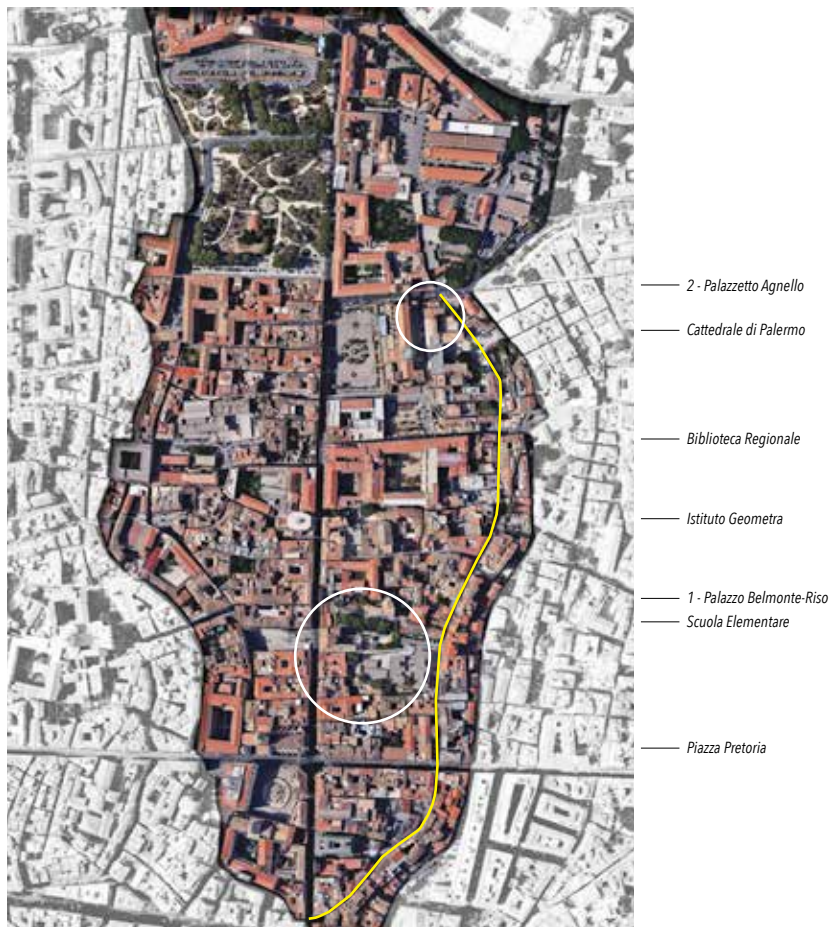 2 - Palazzetto Agnello
Cattedrale di Palermo
Biblioteca Regionale
Istituto Geometra
1 - Palazzo Belmonte-Riso
Scuola Elementare
Piazza Pretoria